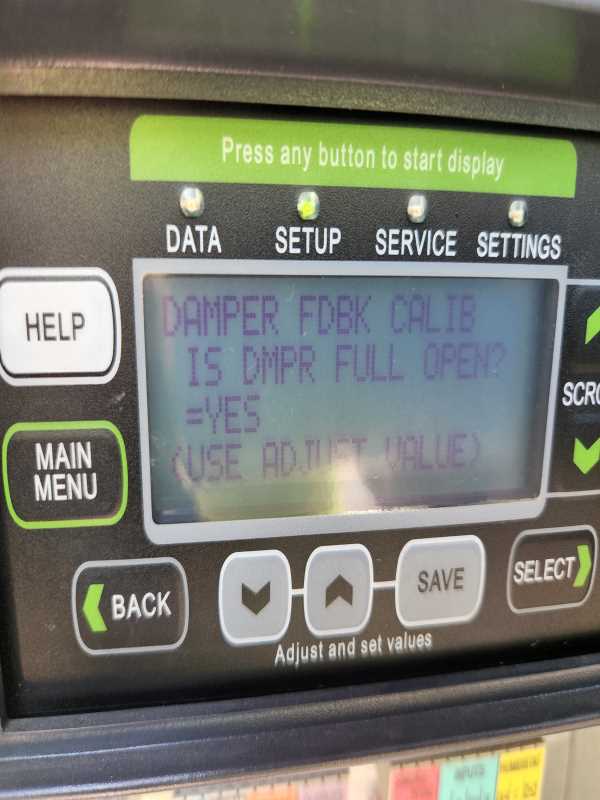 Press any button to start display
DATA SETUP SERVICE SETTINGS
HELP
DAMPER FDBK CALIB
IS DMPR FULL OPEN?
=YES
(USE ADJUST VALUE)
MAIN
MENU
BACK
SAVE
SELECT
Adjust and set values
INPUTS